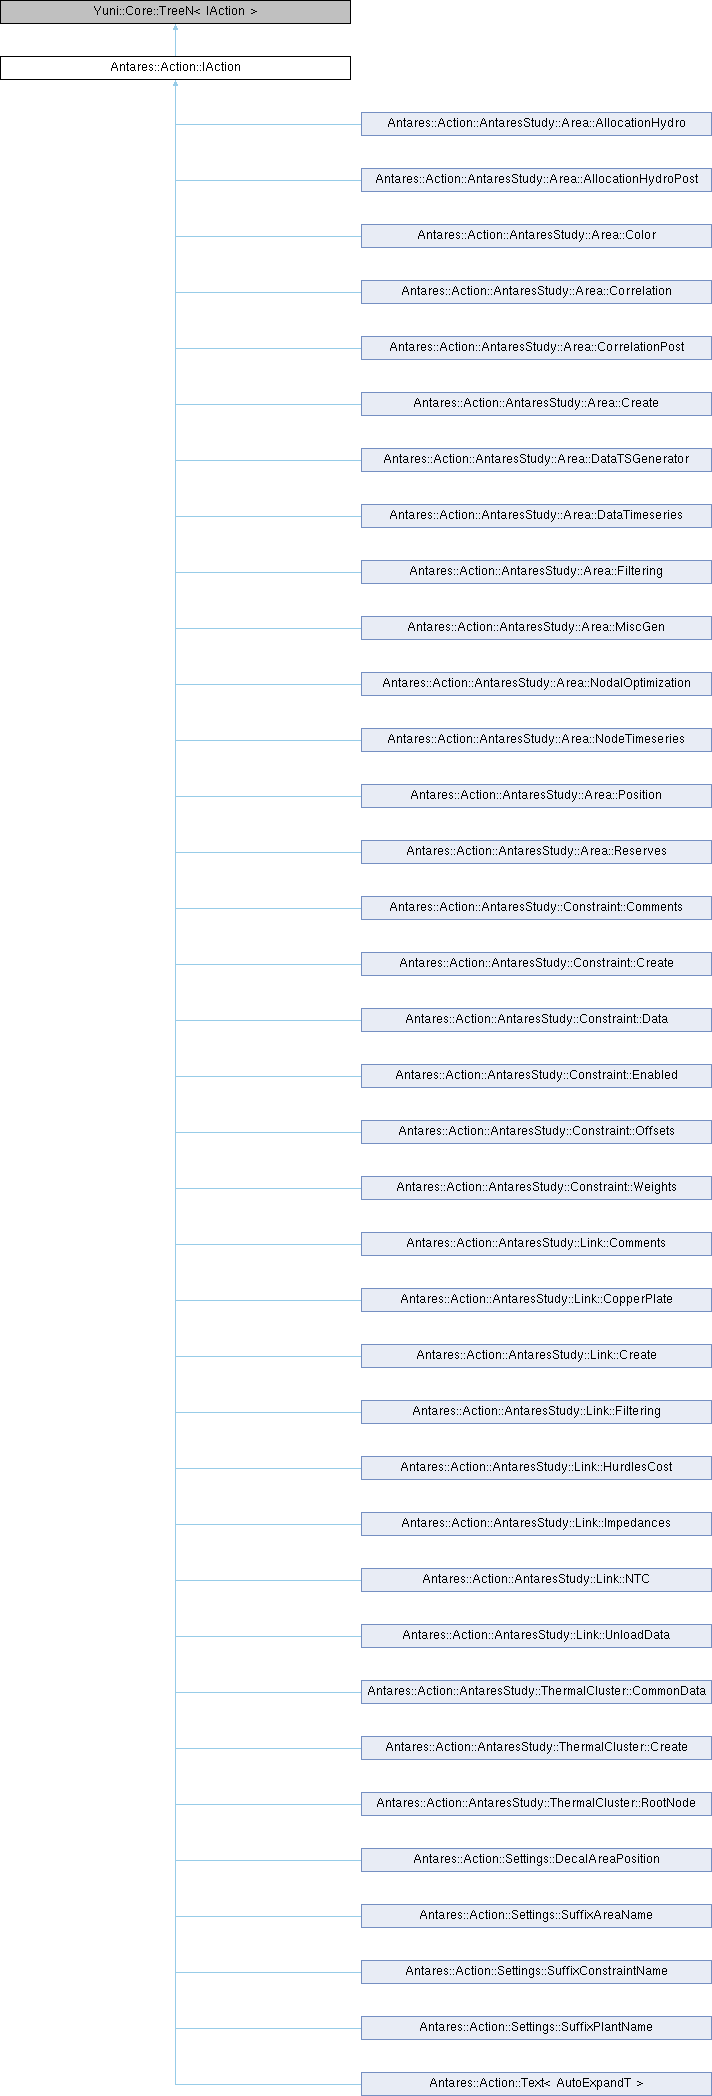 Yuni::Core::TreeN< IAction >
Antares::Action::IAction
Antares::Action::AntaresStudy::Area::AllocationHydro
Antares::Action::AntaresStudy::Area::AllocationHydroPost
Antares::Action::AntaresStudy::Area::Color
Antares::Action::AntaresStudy::Area::Correlation
Antares::Action::AntaresStudy::Area::CorrelationPost
Antares::Action::AntaresStudy::Area::Create
Antares::Action::AntaresStudy::Area::DataTSGenerator
Antares::Action::AntaresStudy::Area::DataTimeseries
Antares::Action::AntaresStudy::Area::Filtering
Antares::Action::AntaresStudy::Area::MiscGen
Antares::Action::AntaresStudy::Area::NodalOptimization
Antares::Action::AntaresStudy::Area::NodeTimeseries
Antares::Action::AntaresStudy::Area::Position
Antares::Action::AntaresStudy::Area::Reserves
Antares::Action::AntaresStudy::Constraint::Comments
Antares::Action::AntaresStudy::Constraint::Create
Antares::Action::AntaresStudy::Constraint::Data
Antares::Action::AntaresStudy::Constraint::Enabled
Antares::Action::AntaresStudy::Constraint::Offsets
Antares::Action::AntaresStudy::Constraint::Weights
Antares::Action::AntaresStudy::Link::Comments
Antares::Action::AntaresStudy::Link::CopperPlate
Antares::Action::AntaresStudy::Link::Create
Antares::Action::AntaresStudy::Link::Filtering
Antares::Action::AntaresStudy::Link::HurdlesCost
Antares::Action::AntaresStudy::Link::Impedances
Antares::Action::AntaresStudy::Link::NTC
Antares::Action::AntaresStudy::Link::UnloadData
Antares::Action::AntaresStudy::ThermalCluster::CommonData
Antares::Action::AntaresStudy::ThermalCluster::Create
Antares::Action::AntaresStudy::ThermalCluster::RootNode
Antares::Action::Settings::DecalAreaPosition
Antares::Action::Settings::SuffixAreaName
Antares::Action::Settings::SuffixConstraintName
Antares::Action::Settings::SuffixPlantName
Antares::Action::Text< AutoExpandT >